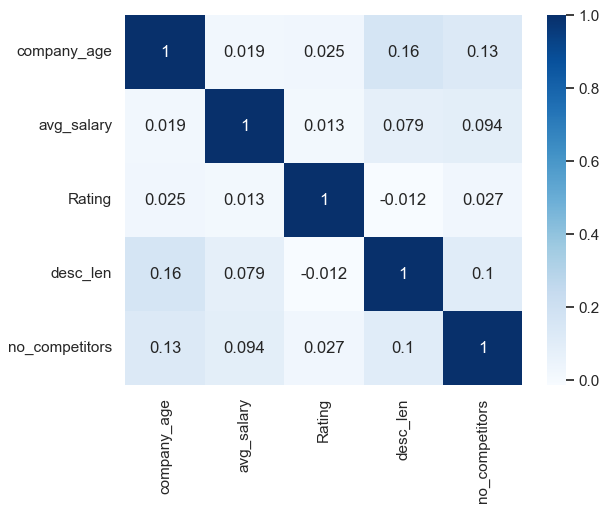 company_age 1 0.019 0.025 0.16 0.13 1.0
avg_salary 0.019 1 0.013 0.079 0.094 0.8
Rating 0.025 0.013 1 -0.012 0.027 0.6
desc_len 0.16 0.079 -0.012 1 0.1 0.4
no_competitors 0.13 0.094 0.027 0.1 1 0.2
0.0
company_age
avg_salary
Rating
desc_len
no_competitors